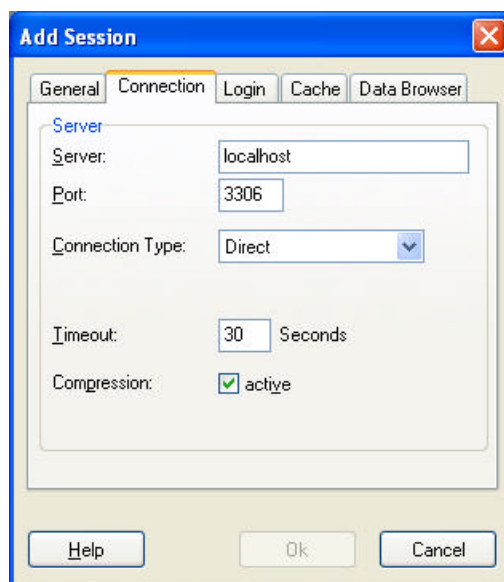 Add Session
General Connection Login Cache Data Browser
Server
Server: localhost
Port: 3306
Connection Type: Direct
Timeout: 30 Seconds
Compression: active
Help Ok Cancel